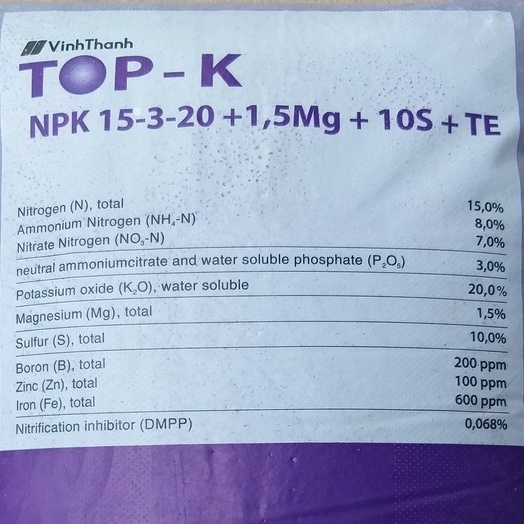 VinhThanh
TOP-K
NPK 15-3-20 +1,5Mg + 10S + TE
Nitrogen (N), total 15,0%
Ammonium Nitrogen (NH₄-N) 8,0%
Nitrate Nitrogen (NO₃-N) 7,0%
neutral ammoniumcitrate and water soluble phosphate (P₂O₅) 3,0%
Potassium oxide (K₂O), water soluble 20,0%
Magnesium (Mg), total 1,5%
Sulfur (S), total 10,0%
Boron (B), total 200 ppm
Zinc (Zn), total 100 ppm
Iron (Fe), total 600 ppm
Nitrification inhibitor (DMPP) 0,068%